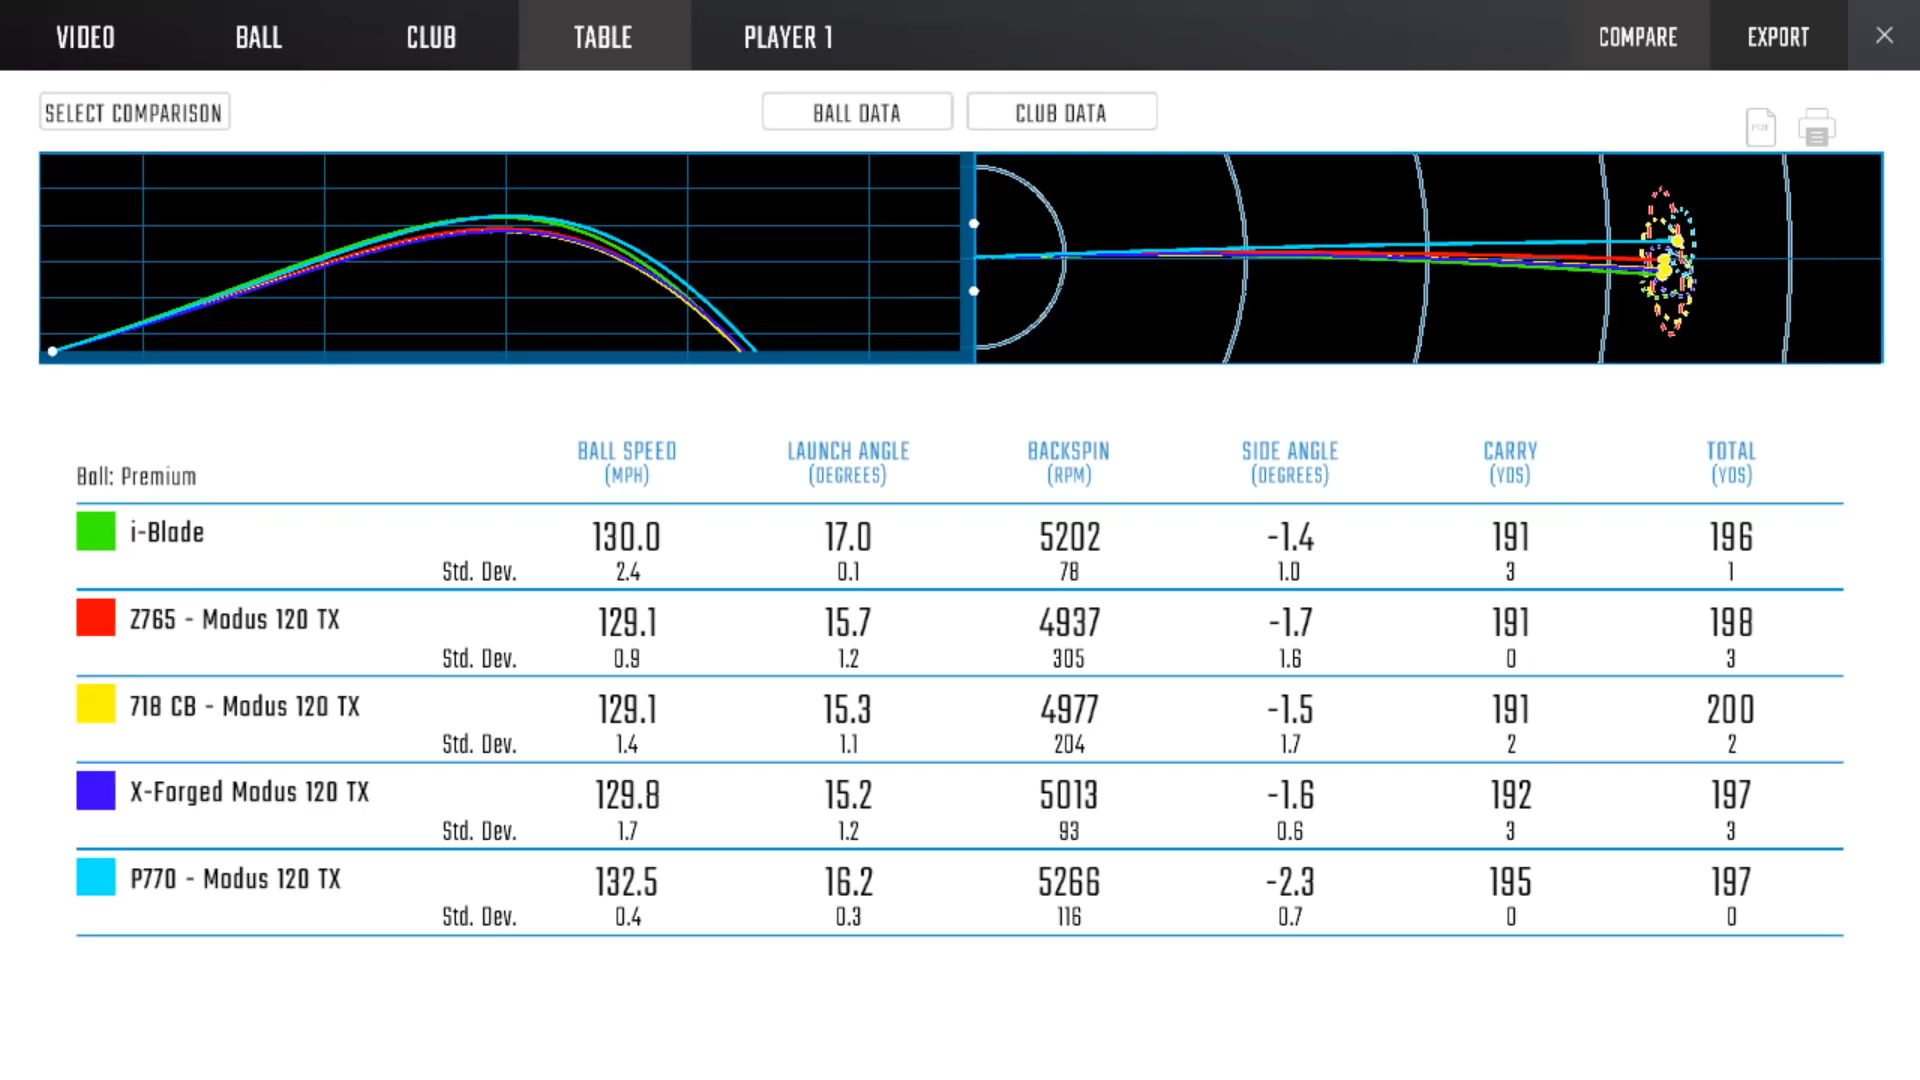 VIDEO BALL CLUB TABLE PLAYER 1 COMPARE EXPORT
SELECT COMPARISON BALL DATA CLUB DATA
PDF
BALL SPEED LAUNCH ANGLE BACKSPIN SIDE ANGLE CARRY TOTAL
Ball: Premium (MPH) (DEGREES) (RPM) (DEGREES) (YDS) (YDS)
i-Blade 130.0 17.0 5202 -1.4 191 196
Std. Dev. 2.4 0.1 78 1.0 3 1
Z765 - Modus 120 TX 129.1 15.7 4937 -1.7 191 198
Std. Dev. 0.9 1.2 305 1.6 0 3
718 CB - Modus 120 TX 129.1 15.3 4977 -1.5 191 200
Std. Dev. 1.4 1.1 204 1.7 2 2
X-Forged Modus 120 TX 129.8 15.2 5013 -1.6 192 197
Std. Dev. 1.7 1.2 93 0.6 3 3
P770 - Modus 120 TX 132.5 16.2 5266 -2.3 195 197
Std. Dev. 0.4 0.3 116 0.7 0 0